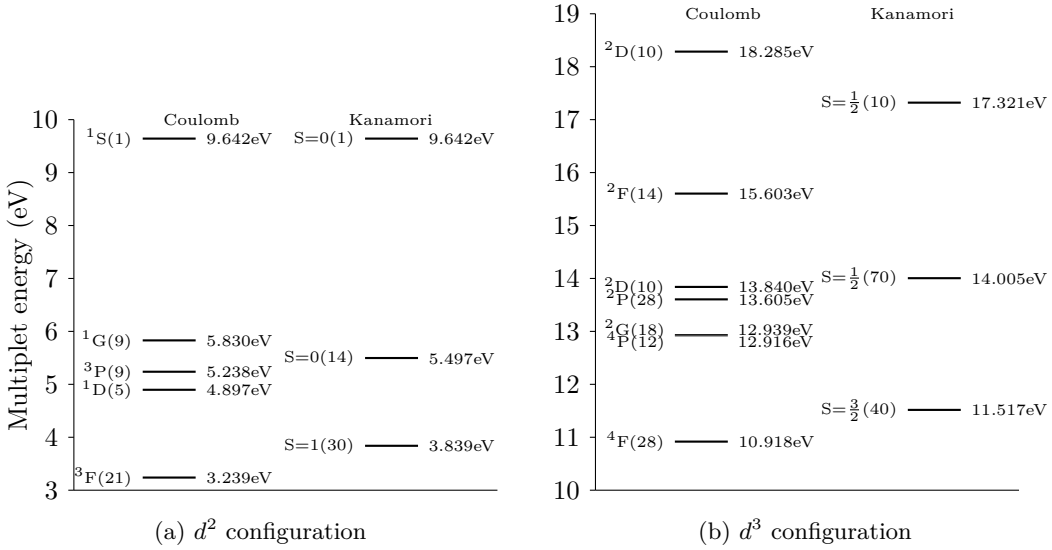 Multiplet energy (eV)
10
9
8
7
6
5
4
3
Coulomb Kanamori
¹S(1) 9.642eV S=0(1) 9.642eV
¹G(9) 5.830eV
S=0(14) 5.497eV
³P(9) 5.238eV
¹D(5) 4.897eV
S=1(30) 3.839eV
³F(21) 3.239eV
(a) d² configuration
19
18
17
16
15
14
13
12
11
10
Coulomb Kanamori
²D(10) 18.285eV
S=½(10) 17.321eV
²F(14) 15.603eV
S=½(70) 14.005eV
²D(10) 13.840eV
²P(28) 13.605eV
²G(18) 12.939eV
⁴P(12) 12.916eV
S=3/2(40) 11.517eV
⁴F(28) 10.918eV
(b) d³ configuration